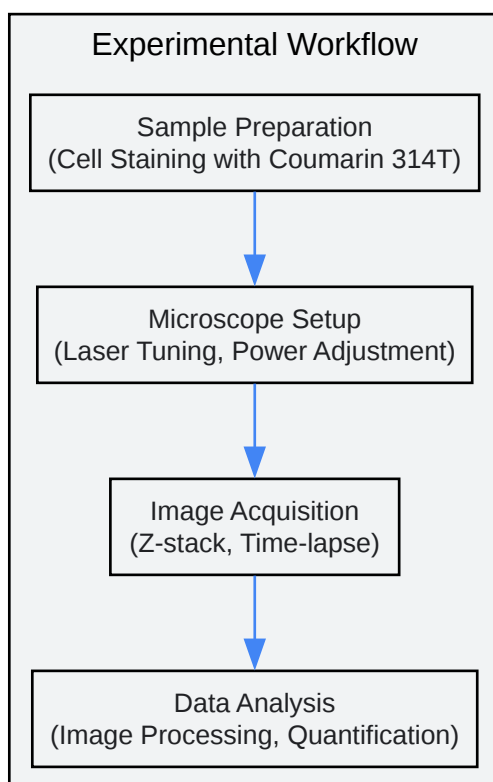 Experimental Workflow
Sample Preparation
(Cell Staining with Coumarin 314T)
Microscope Setup
(Laser Tuning, Power Adjustment)
Image Acquisition
(Z-stack, Time-lapse)
Data Analysis
(Image Processing, Quantification)